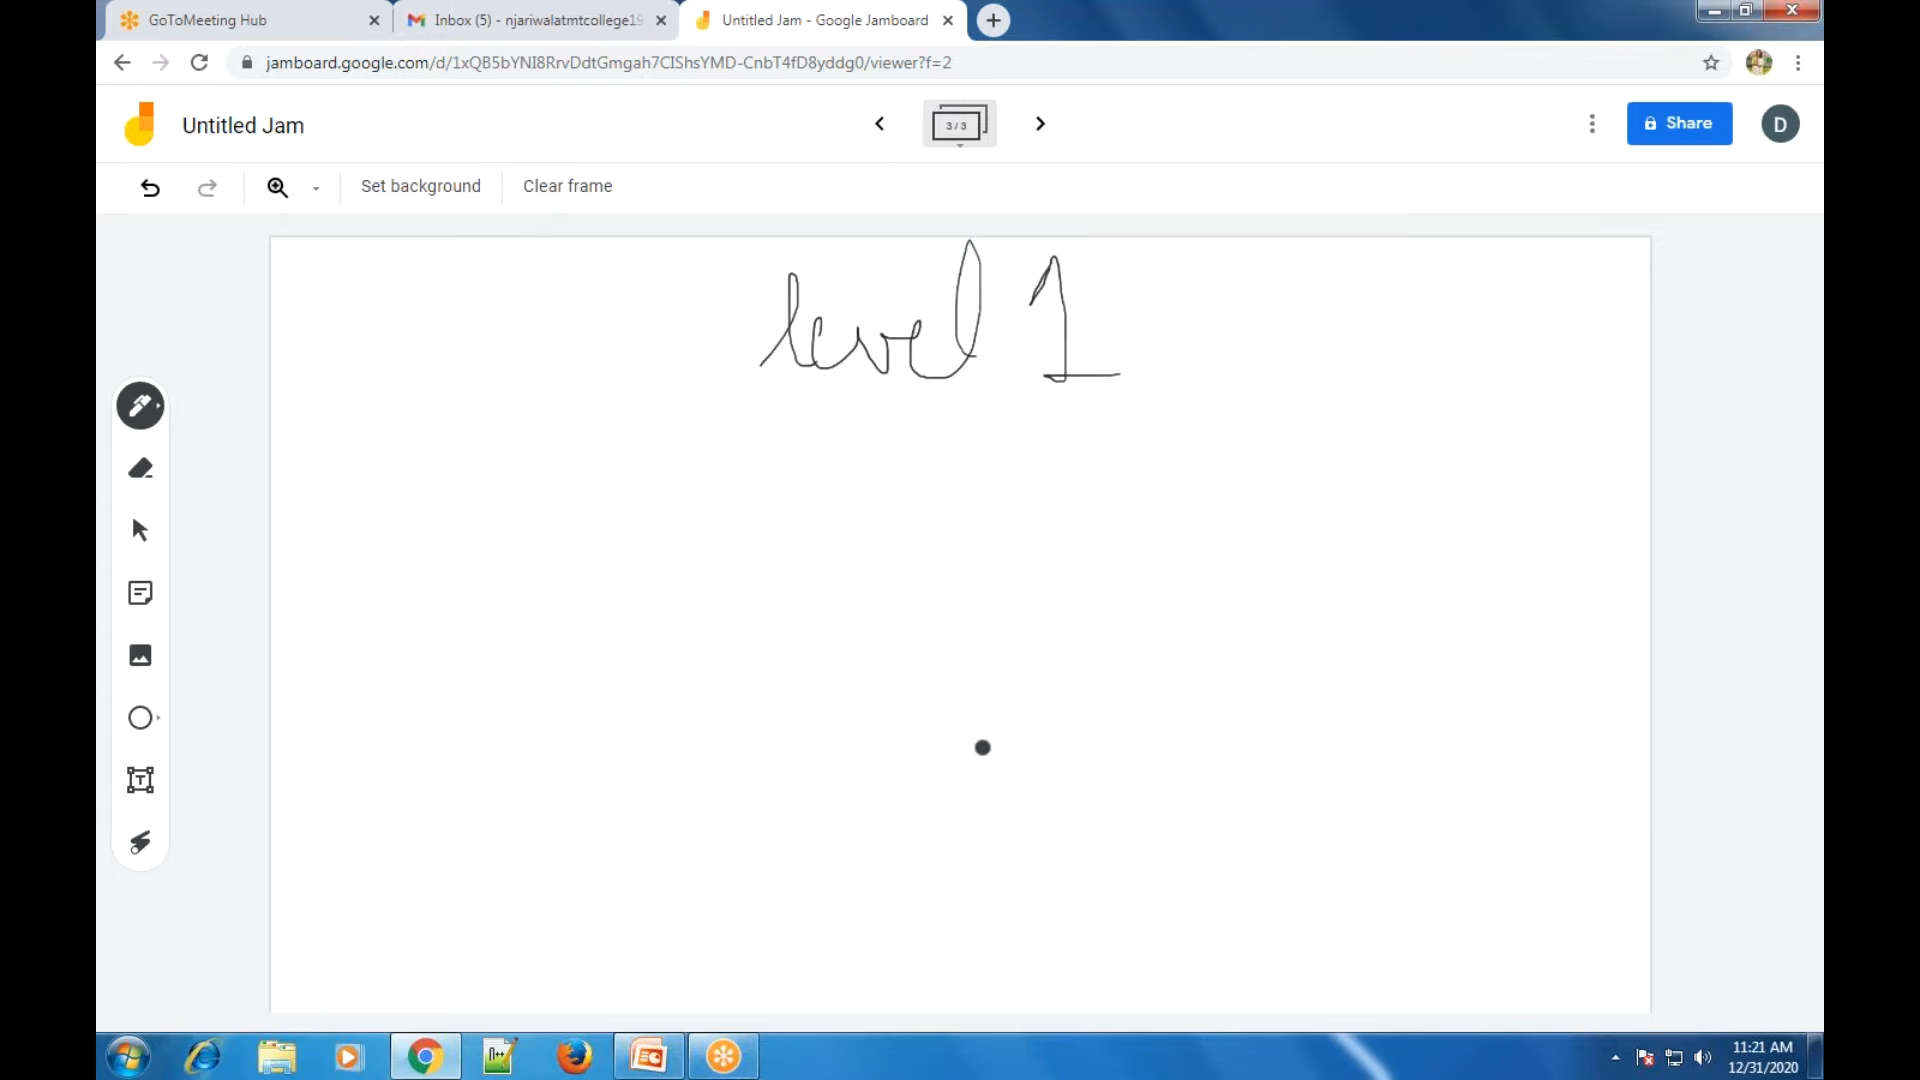 GoToMeeting Hub
Inbox (5) - njariwalatmtcollege19
Untitled Jam - Google Jamboard
jamboard.google.com/d/1xQB5bYNI8RrvDdtGmgah7CIShsYMD-CnbT4fD8yddg0/viewer?f=2
Untitled Jam
3/3
Share
D
Set background
Clear frame
level 1
11:21 AM
12/31/2020